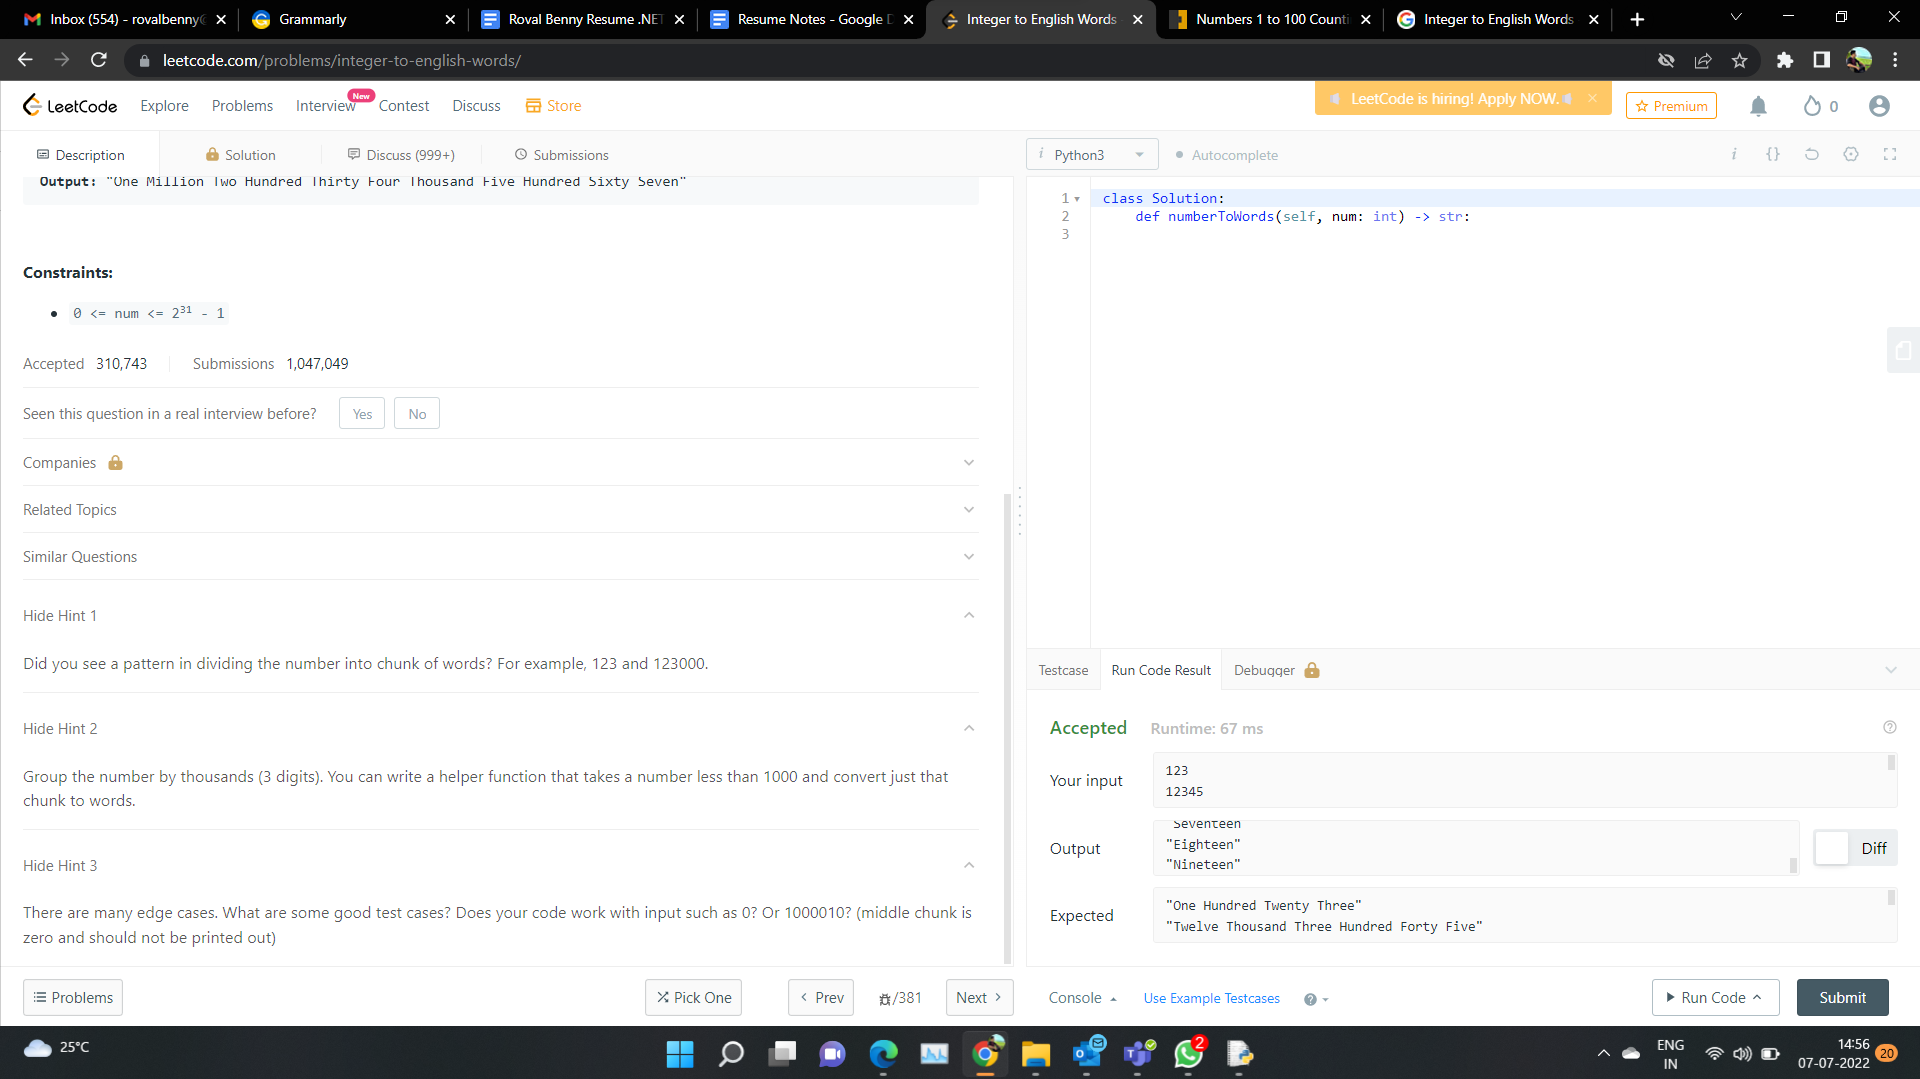 Inbox (554) - rovalbenny@
Grammarly
Roval Benny Resume .NET
Resume Notes - Google D
Integer to English Words
Numbers 1 to 100 Counti
Integer to English Words
leetcode.com/problems/integer-to-english-words/
LeetCode
Explore
Problems
Interview
New
Contest
Discuss
Store
LeetCode is hiring! Apply NOW.
Premium
0
Description
Solution
Discuss (999+)
Submissions
i Python3
Autocomplete
i
{}
Output: "One Million Two Hundred Thirty Four Thousand Five Hundred Sixty Seven"
Constraints:
0 <= num <= 2³¹ - 1
Accepted 310,743
Submissions 1,047,049
Seen this question in a real interview before?
Yes
No
Companies
Related Topics
Similar Questions
Hide Hint 1
Did you see a pattern in dividing the number into chunk of words? For example, 123 and 123000.
Hide Hint 2
Group the number by thousands (3 digits). You can write a helper function that takes a number less than 1000 and convert just that
chunk to words.
Hide Hint 3
There are many edge cases. What are some good test cases? Does your code work with input such as 0? Or 1000010? (middle chunk is
zero and should not be printed out)
1 class Solution:
2 def numberToWords(self, num: int) -> str:
3
Testcase
Run Code Result
Debugger
Accepted
Runtime: 67 ms
Your input
123
12345
Output
Seventeen
"Eighteen"
"Nineteen"
Diff
Expected
"One Hundred Twenty Three"
"Twelve Thousand Three Hundred Forty Five"
Problems
Pick One
Prev
/381
Next
Console
Use Example Testcases
Run Code
Submit
25°C
2
ENG
IN
14:56
07-07-2022
20